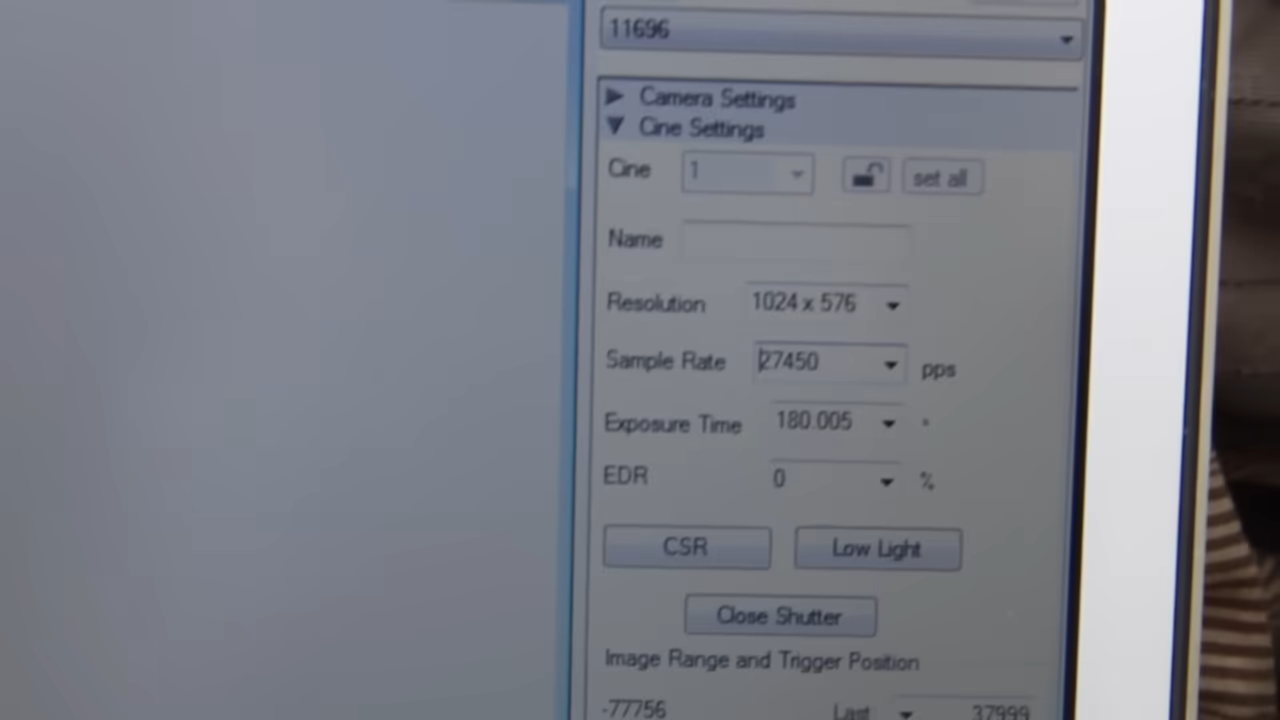 11696
Camera Settings
Cine Settings
Cine 1 set all
Name
Resolution 1024 x 576
Sample Rate 27450 pps
Exposure Time 180.005 °
EDR 0 %
CSR Low Light
Close Shutter
Image Range and Trigger Position
-77756 Last 37999